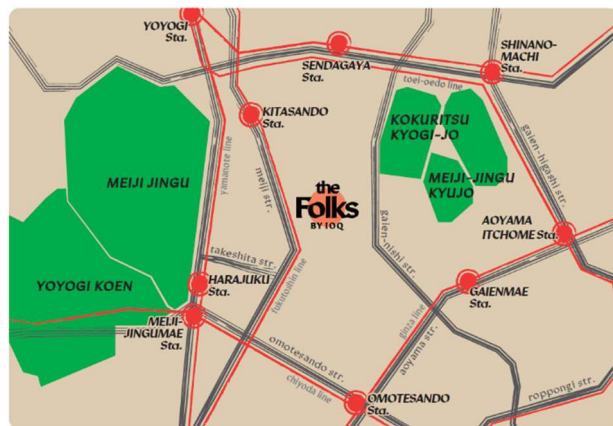 YOYOGI
Sta.
SENDAGAYA
Sta.
SHINANO-
MACHI
Sta.
toei-oedo line
KITASANDO
Sta.
KOKURITSU
KYOGI-JO
MEIJI JINGU
yamanote line
meiji str.
MEIJI-JINGU
KYUJO
gaien-higashi str.
the
Folks
BY IOQ
AOYAMA
ITCHOME Sta.
gaien-nishi str.
takeshita str.
YOYOGI KOEN
HARAJUKU
Sta.
fukutoshin line
GAIENMAE
Sta.
MEIJI-
JINGUMAE
Sta.
omotesando str.
ginza line
aoyama str.
chiyoda line
roppongi str.
OMOTESANDO
Sta.